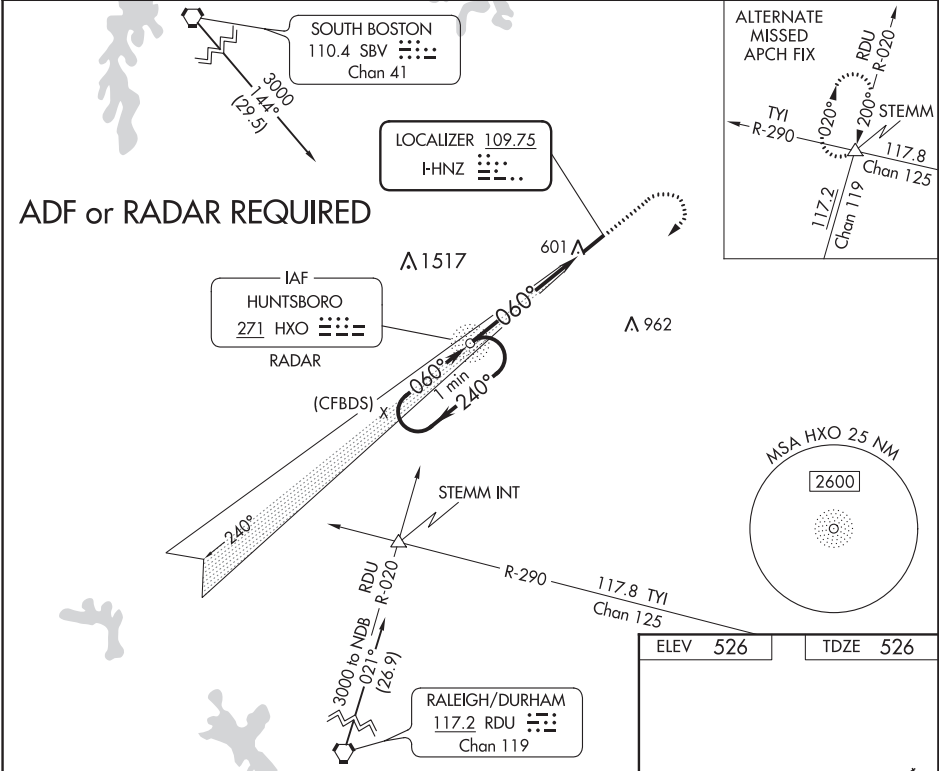 SOUTH BOSTON
110.4 SBV
Chan 41
3000
144°
(29.5)
ALTERNATE
MISSED
APCH FIX
RDU
R-020
020°
200°
STEMM
TYI
R-290
117.8
Chan 125
117.2
Chan 119
LOCALIZER 109.75
I-HNZ
ADF or RADAR REQUIRED
1517
601
IAF
HUNTSBORO
271 HXO
RADAR
962
060°
060°
1 min
240°
(CFBDS) X
240°
MSA HXO 25 NM
2600
STEMM INT
RDU
R-020
R-290
117.8 TYI
Chan 125
3000 to NDB
021°
(26.9)
RALEIGH/DURHAM
117.2 RDU
Chan 119
ELEV 526
TDZE 526